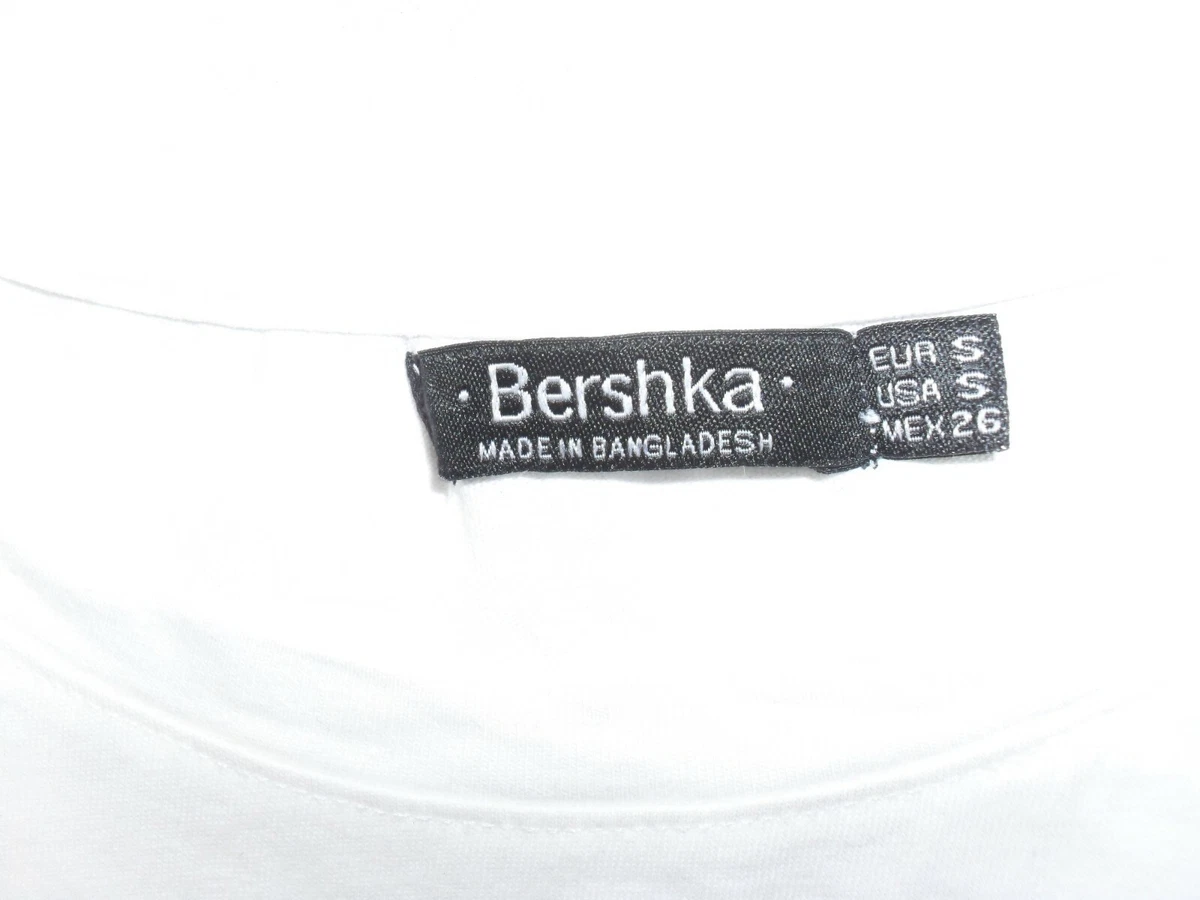 · Bershka ·
MADE IN BANGLADESH
EUR S
USA S
MEX 26